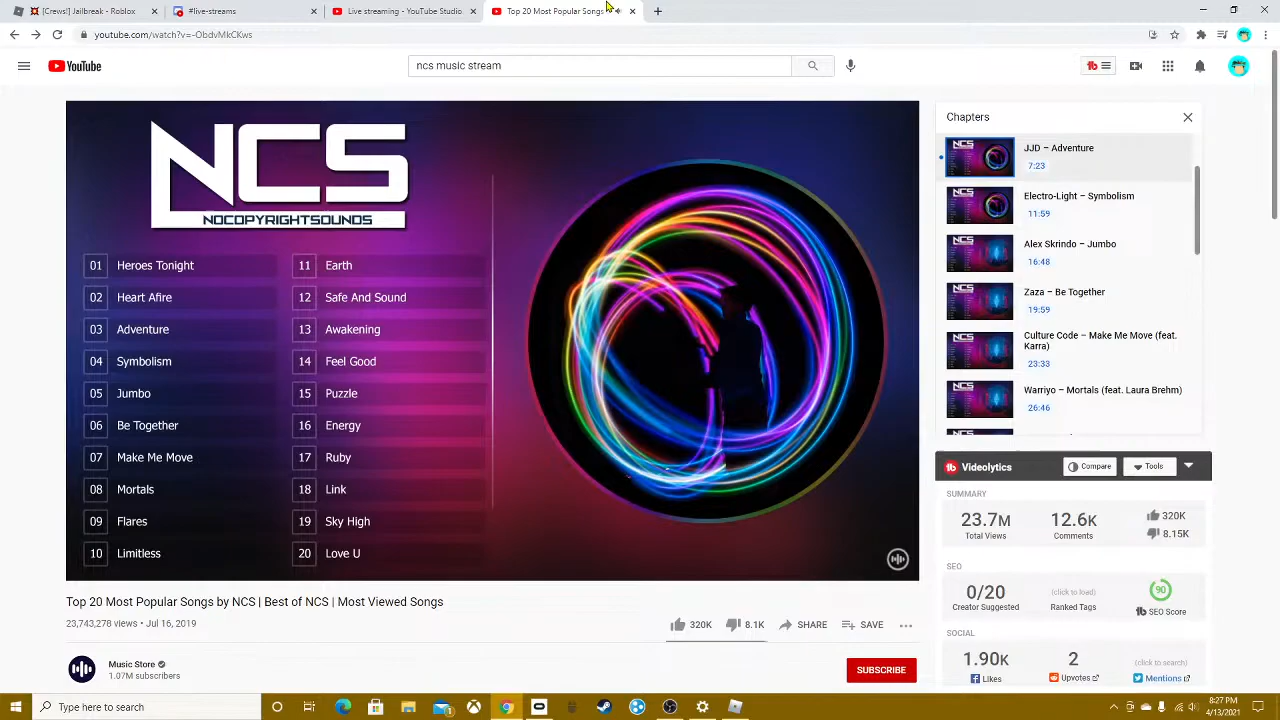 [Crews!] Jailbreak - Roblox
#live-streams
Live streaming - YouTube Studio
Top 20 Most Popular Songs
youtube.com/watch?v=-ObdvMkCKws
YouTube
ncs music stream
NCS
NOCOPYRIGHTSOUNDS
01 Heroes Tonight
02 Heart Afire
03 Adventure
04 Symbolism
05 Jumbo
06 Be Together
07 Make Me Move
08 Mortals
09 Flares
10 Limitless
11 Earth
12 Safe And Sound
13 Awakening
14 Feel Good
15 Puzzle
16 Energy
17 Ruby
18 Link
19 Sky High
20 Love U
Top 20 Most Popular Songs by NCS | Best of NCS | Most Viewed Songs
23,743,278 views • Jul 16, 2019
320K
8.1K
SHARE
SAVE
Music Store
1.07M subscribers
SUBSCRIBE
Chapters
JJD – Adventure
7:23
Electro-Light – Symbolism
11:59
Alex Skrindo – Jumbo
16:48
Zaza – Be Together
19:59
Culture Code – Make Me Move (feat.
Karra)
23:33
Warriyo – Mortals (feat. Laura Brehm)
26:46
Videolytics
Compare
Tools
SUMMARY
23.7M
Total Views
12.6K
Comments
320K
8.15K
SEO
0/20
Creator Suggested
(click to load)
Ranked Tags
90
SEO Score
SOCIAL
1.90K
Likes
2
Upvotes
(click to search)
Mentions
Type here to search
8:27 PM
4/13/2021